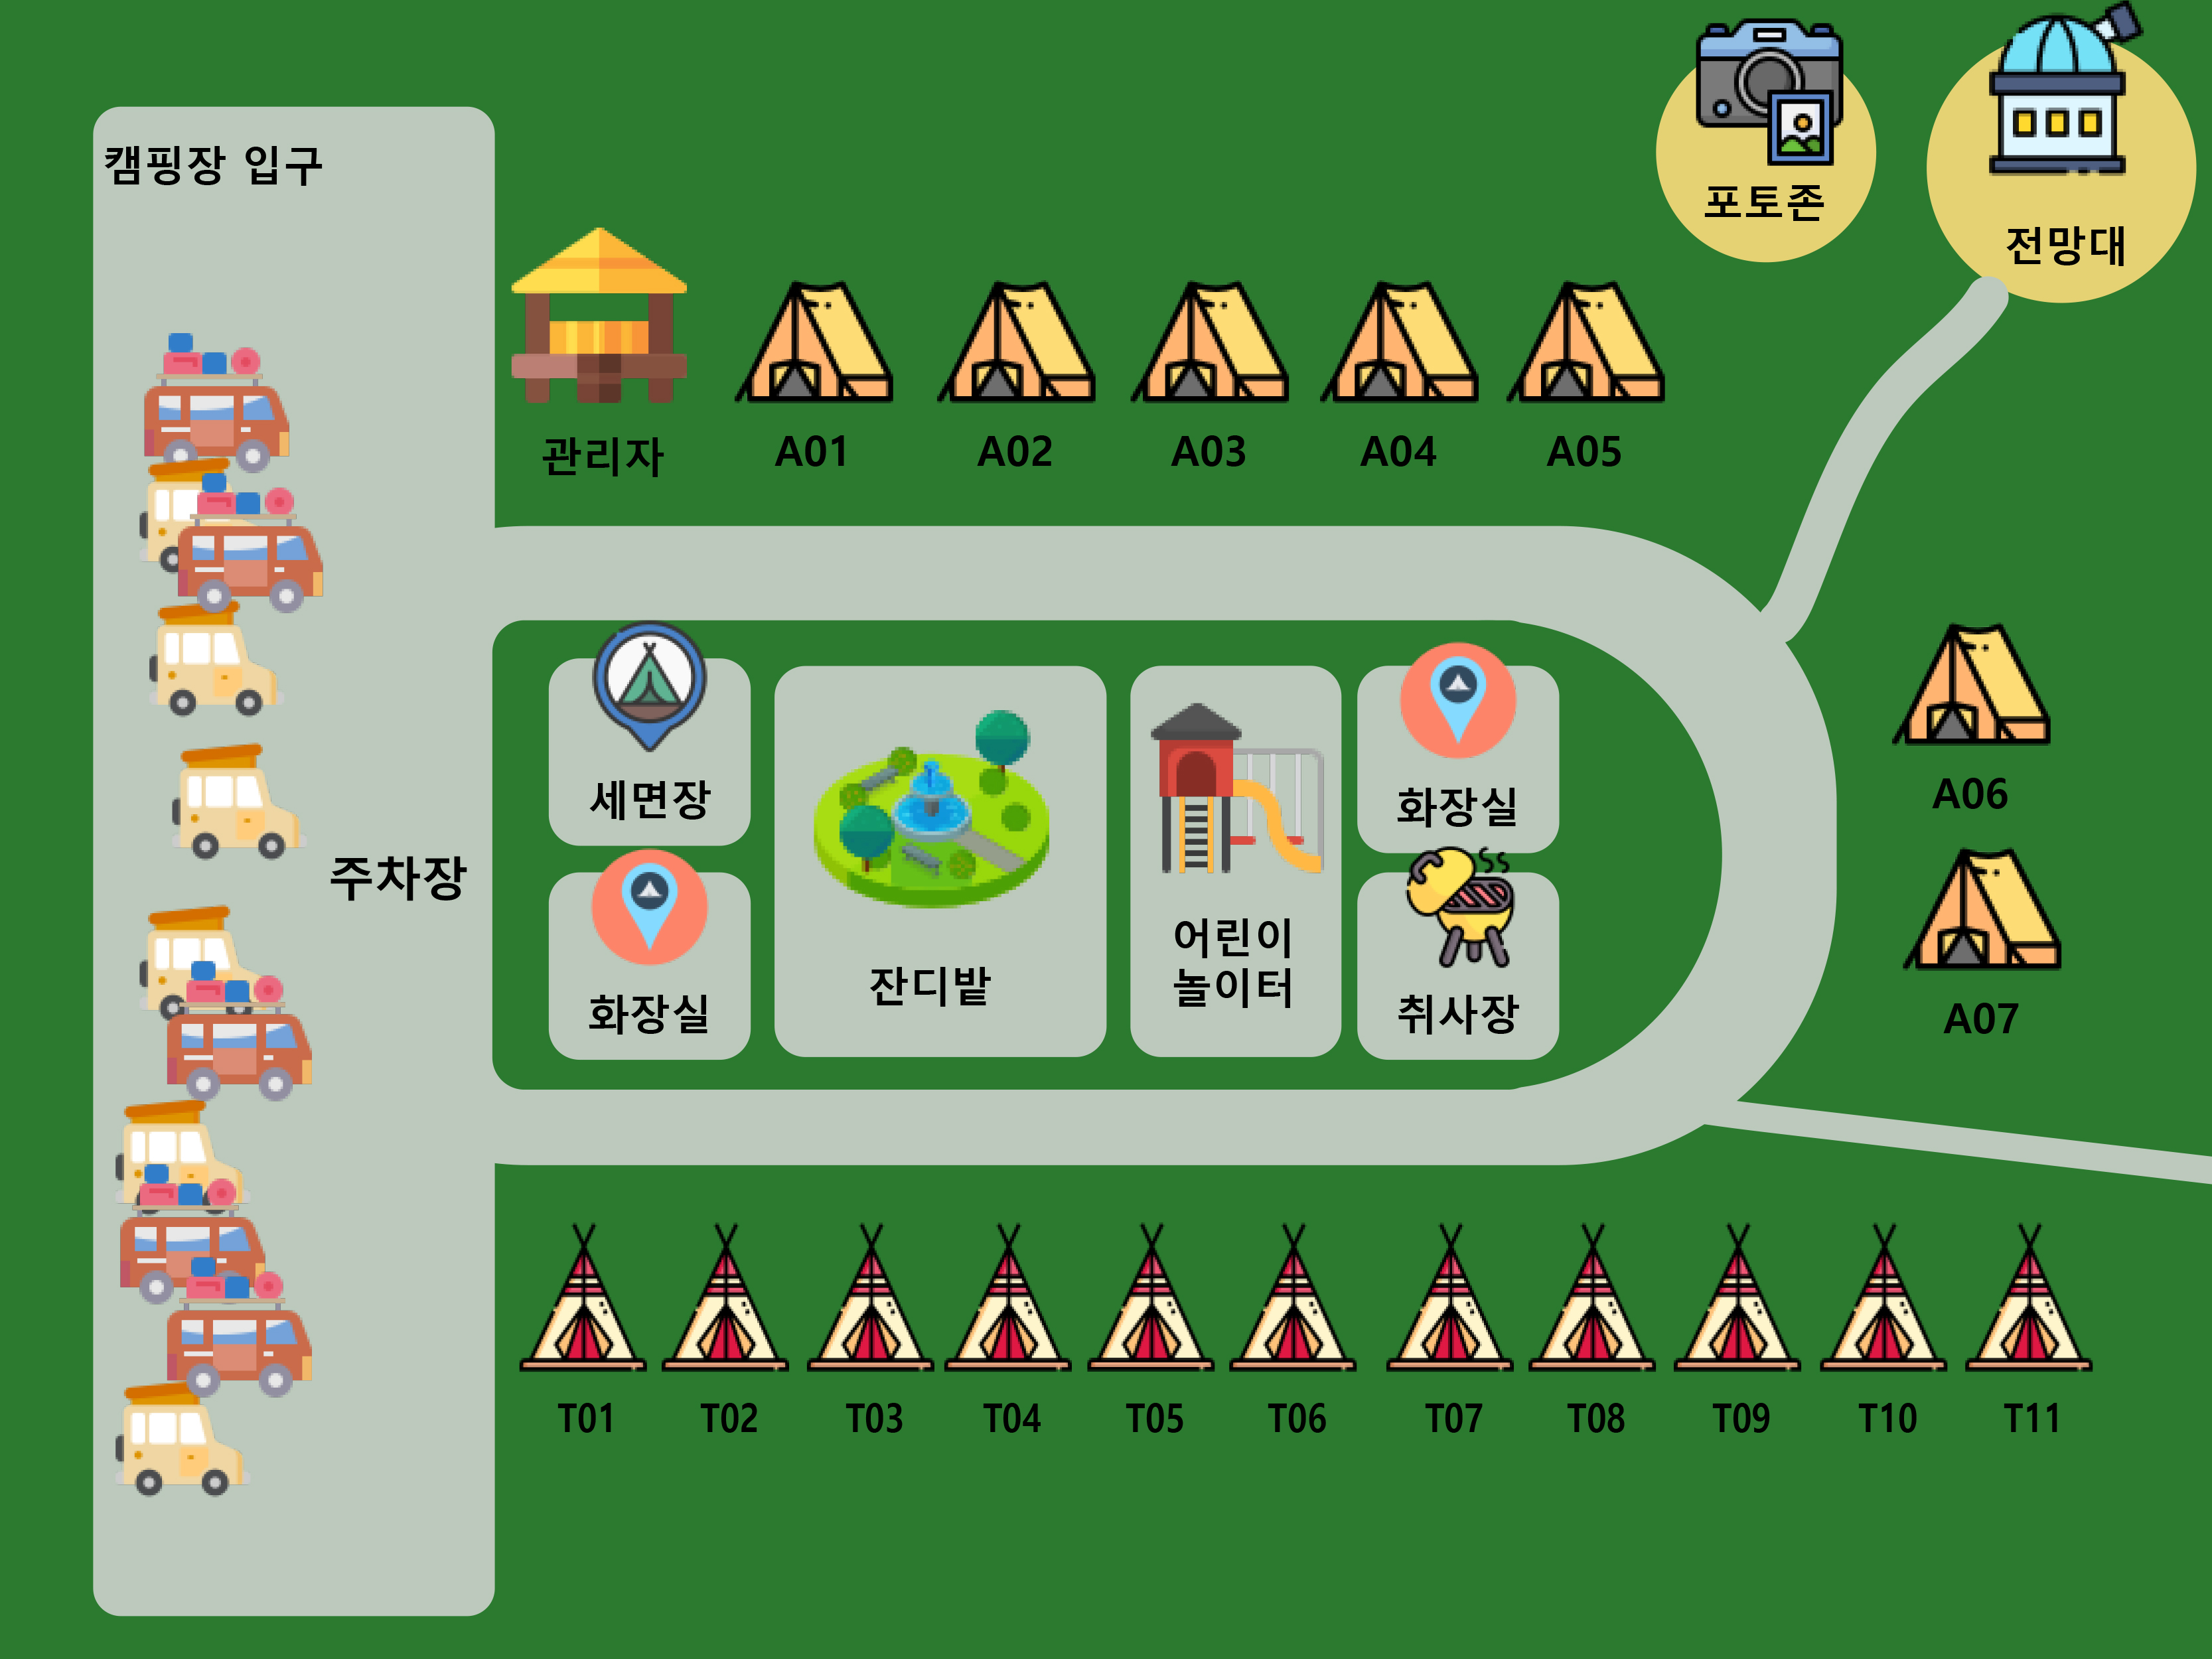 캠핑장 입구
포토존
전망대
관리자
A01
A02
A03
A04
A05
세면장
화장실
잔디밭
어린이
놀이터
화장실
취사장
주차장
A06
A07
T01
T02
T03
T04
T05
T06
T07
T08
T09
T10
T11